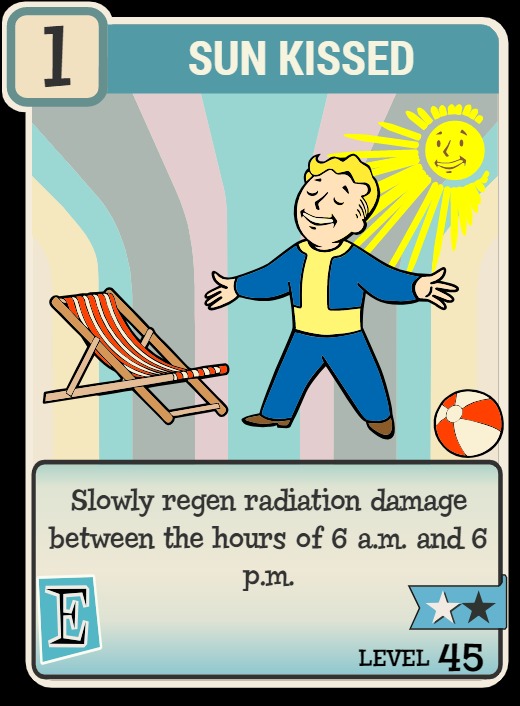 1
SUN KISSED
Slowly regen radiation damage
between the hours of 6 a.m. and 6
p.m.
E
LEVEL 45